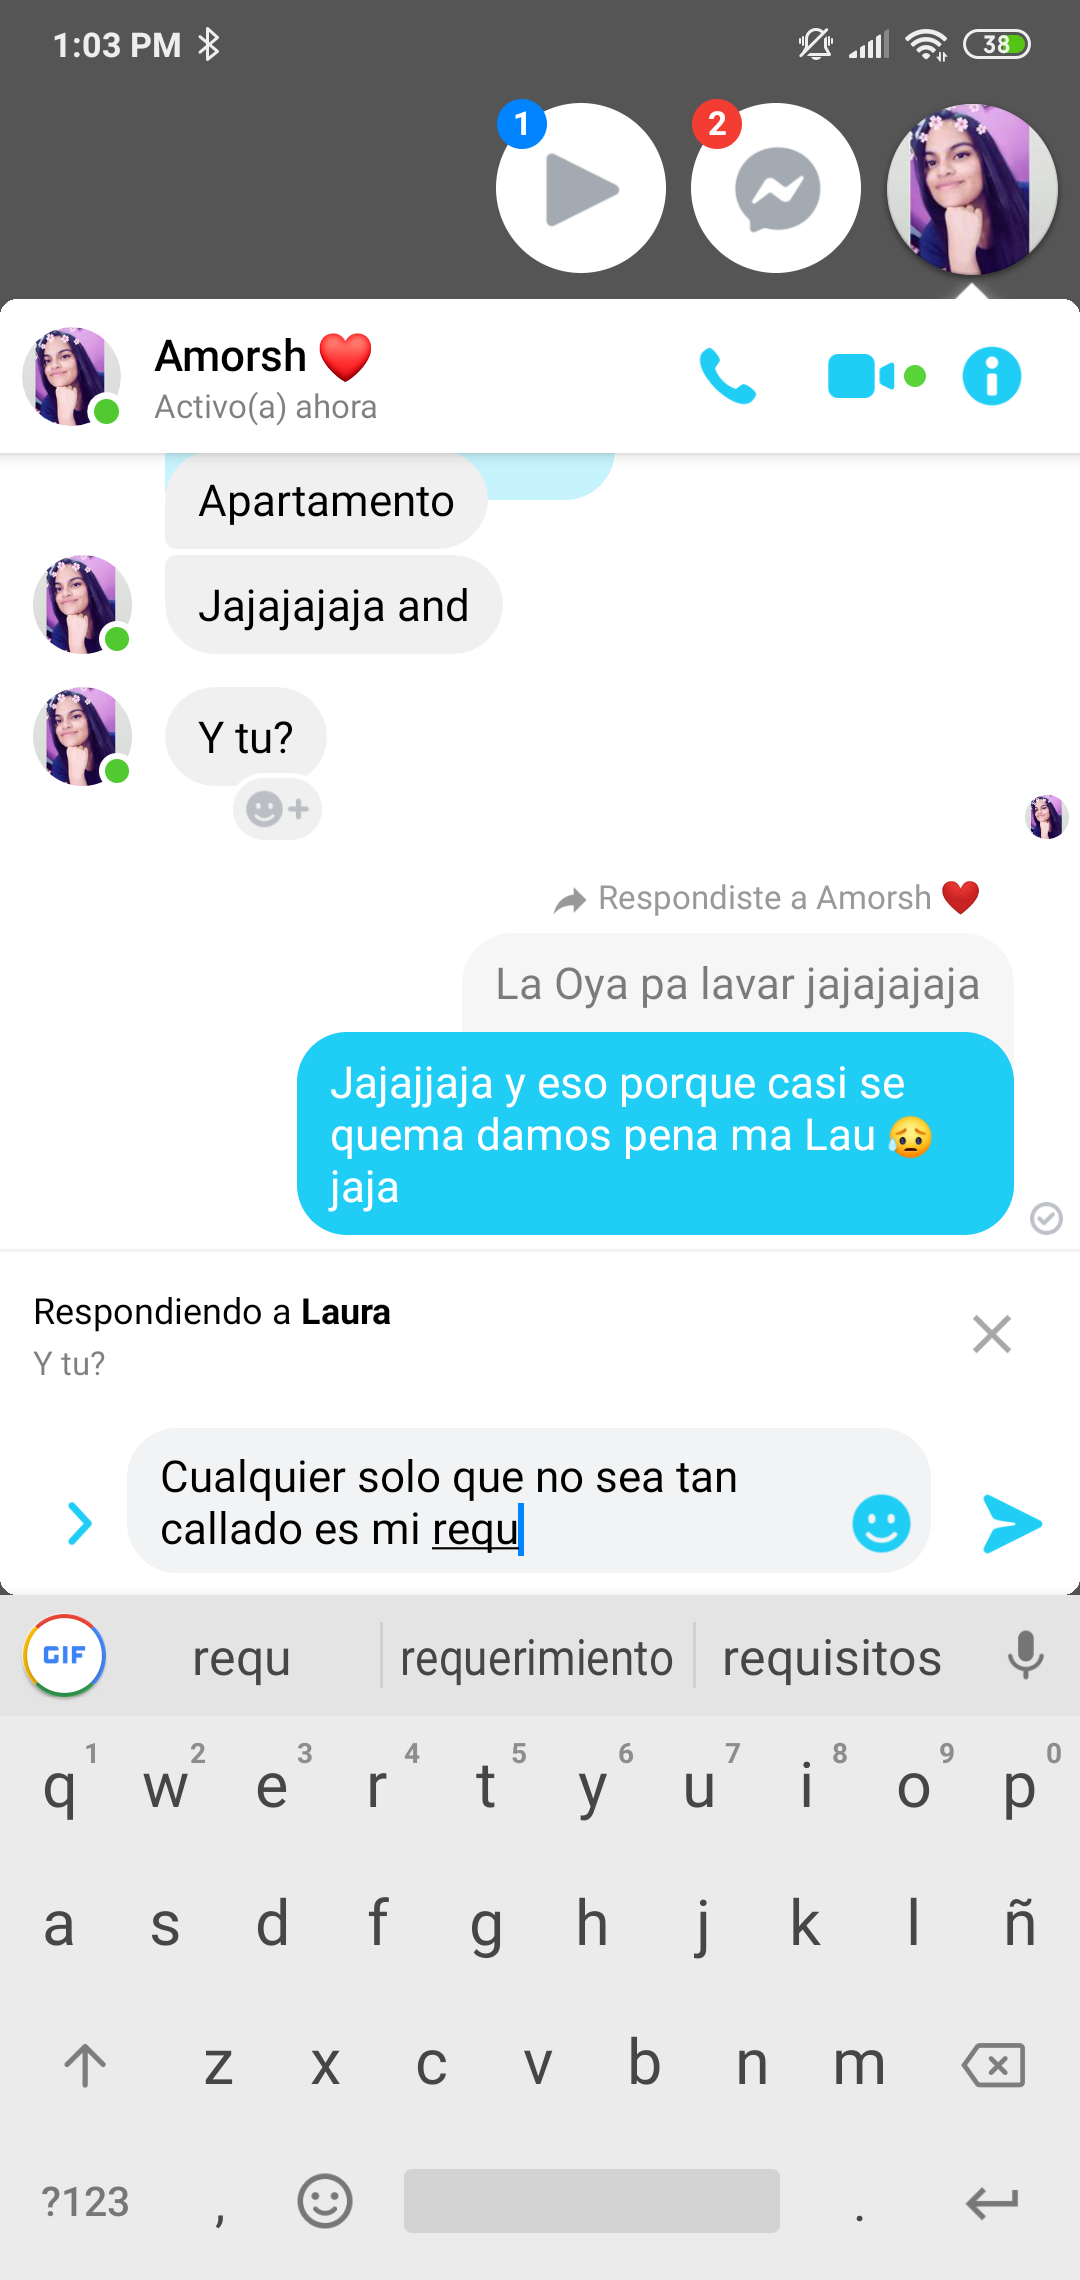 1:03 PM
38
1
2
Amorsh ❤️
Activo(a) ahora
Apartamento
Jajajajaja and
Y tu?
Respondiste a Amorsh ❤️
La Oya pa lavar jajajajaja
Jajajjaja y eso porque casi se
quema damos pena ma Lau 😥
jaja
Respondiendo a Laura
Y tu?
Cualquier solo que no sea tan
callado es mi requ
GIF
requ
requerimiento
requisitos
1 2 3 4 5 6 7 8 9 0
q w e r t y u i o p
a s d f g h j k l ñ
z x c v b n m
?123 , .